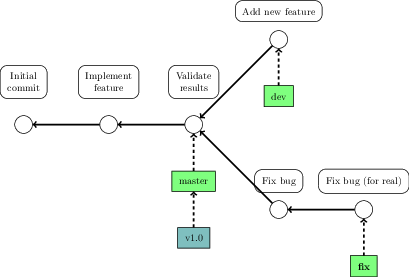 Add new feature
Initial
commit
Implement
feature
Validate
results
dev
master
Fix bug
Fix bug (for real)
v1.0
fix